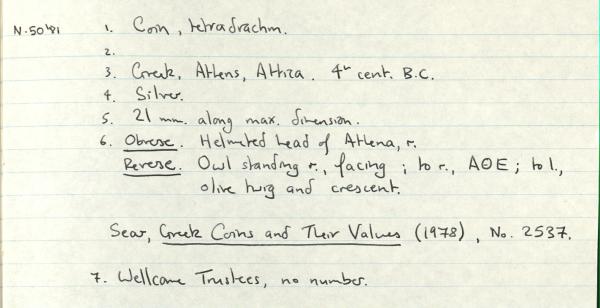 N.5081 1. Coin, tetradrachm.
2.
3. Greek, Athens, Attica. 4th cent. B.C.
4. Silver.
5. 21 mm. along max. dimension.
6. Obverse. Helmeted head of Athena, r.
Reverse. Owl standing r., facing; to r., AΘE; to l.,
olive twig and crescent.
Sear, Greek Coins and Their Values (1978), No. 2537.
7. Wellcome Trustees, no number.